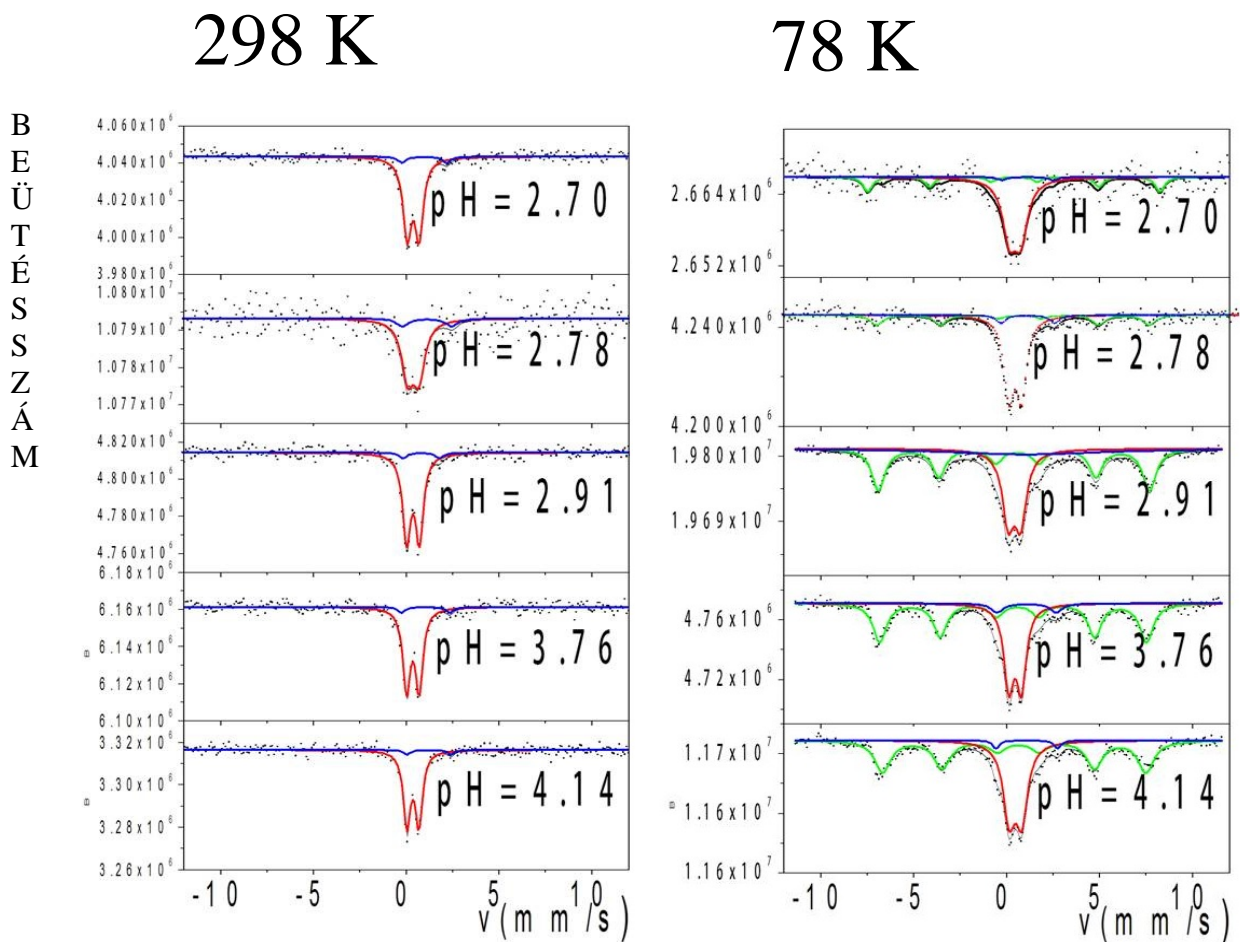 298 K
78 K
BEÜTÉSSZÁM
4.060x10⁶
4.040x10⁶
4.020x10⁶
4.000x10⁶
3.980x10⁶
pH = 2.70
1.080x10⁷
1.079x10⁷
1.078x10⁷
1.077x10⁷
pH = 2.78
4.820x10⁶
4.800x10⁶
4.780x10⁶
4.760x10⁶
pH = 2.91
6.18x10⁶
6.16x10⁶
6.14x10⁶
6.12x10⁶
6.10x10⁶
pH = 3.76
3.32x10⁶
3.30x10⁶
3.28x10⁶
3.26x10⁶
pH = 4.14
-10 -5 0 5 10
v(mm/s)
2.664x10⁶
2.652x10⁶
pH = 2.70
4.240x10⁶
4.200x10⁶
pH = 2.78
1.980x10⁷
1.969x10⁷
pH = 2.91
4.76x10⁶
4.72x10⁶
pH = 3.76
1.17x10⁷
1.16x10⁷
1.16x10⁷
pH = 4.14
-10 -5 0 5 10
v(mm/s)